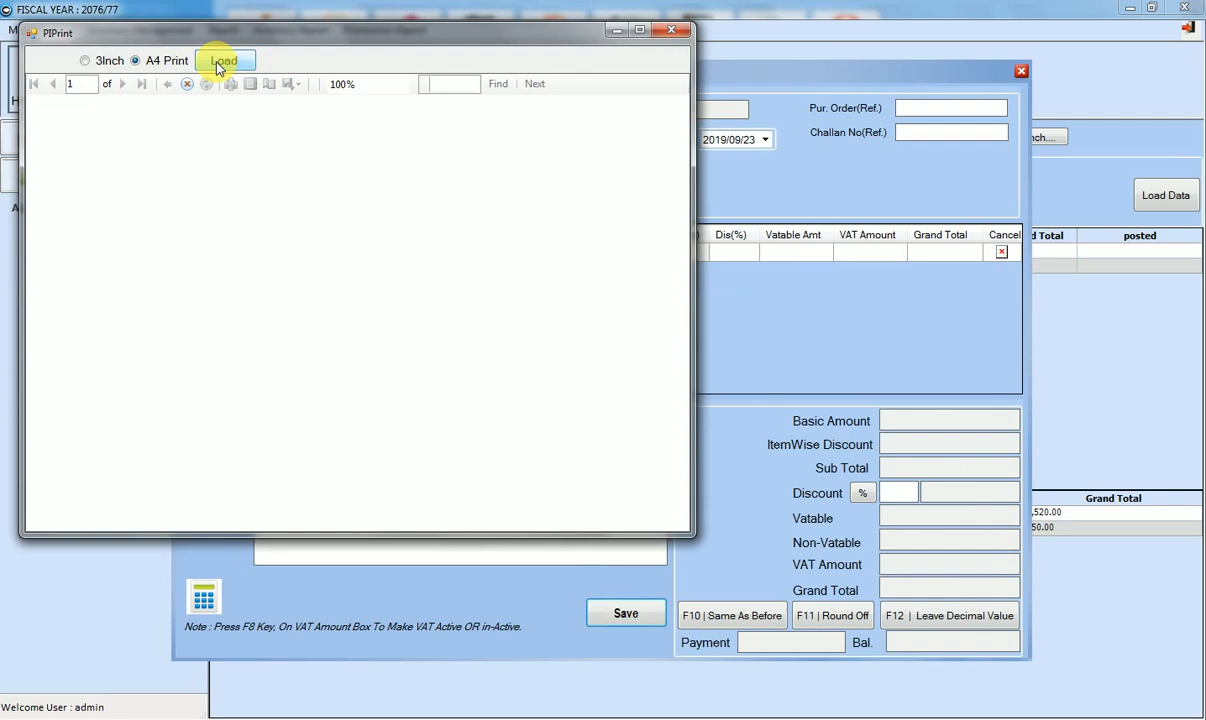 FISCAL YEAR : 2076/77
PIPrint
3Inch A4 Print Load
1 of 100% Find Next
Pur. Order(Ref.)
2019/09/23 Challan No(Ref.)
nch....
Load Data
Dis(%) Vatable Amt VAT Amount Grand Total Cancel
d Total posted
Basic Amount
ItemWise Discount
Sub Total
Discount %
Vatable
Non-Vatable
VAT Amount
Grand Total
Grand Total
,520.00
50.00
Save
F10 | Same As Before F11 | Round Off F12 | Leave Decimal Value
Note : Press F8 Key, On VAT Amount Box To Make VAT Active OR in-Active.
Payment Bal.
Welcome User : admin